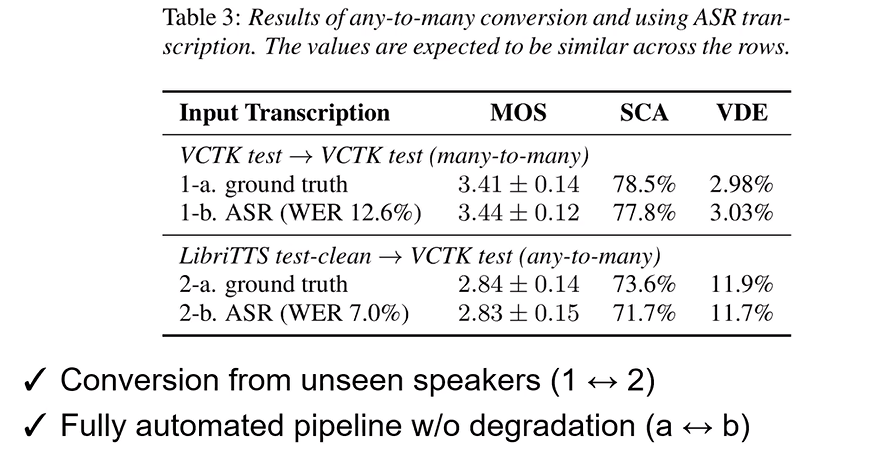 Table 3: Results of any-to-many conversion and using ASR tran-
scription. The values are expected to be similar across the rows.
Input Transcription MOS SCA VDE
VCTK test → VCTK test (many-to-many)
1-a. ground truth 3.41 ± 0.14 78.5% 2.98%
1-b. ASR (WER 12.6%) 3.44 ± 0.12 77.8% 3.03%
LibriTTS test-clean → VCTK test (any-to-many)
2-a. ground truth 2.84 ± 0.14 73.6% 11.9%
2-b. ASR (WER 7.0%) 2.83 ± 0.15 71.7% 11.7%
✓ Conversion from unseen speakers (1 ↔ 2)
✓ Fully automated pipeline w/o degradation (a ↔ b)